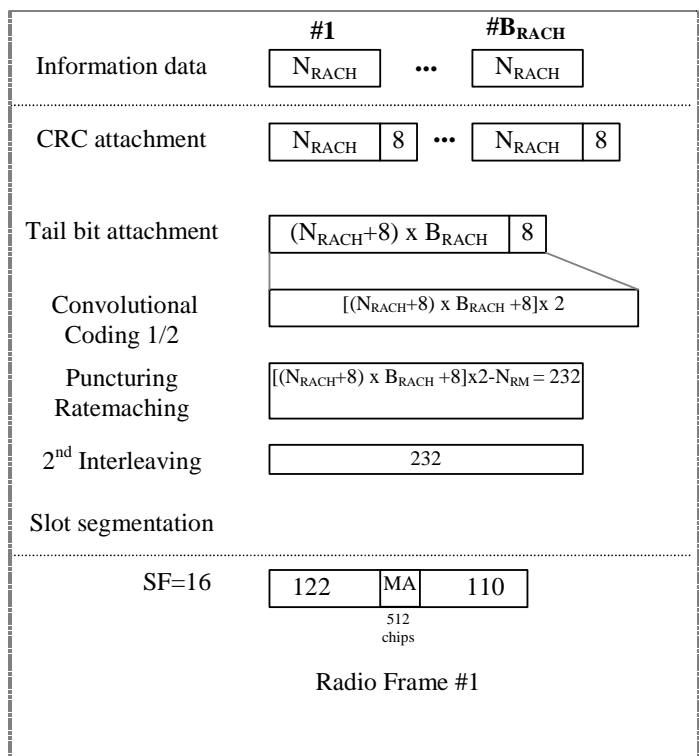 #1 #B_RACH
Information data N_RACH ••• N_RACH
CRC attachment N_RACH 8 ••• N_RACH 8
Tail bit attachment (N_RACH+8) x B_RACH 8
Convolutional
Coding 1/2
[(N_RACH+8) x B_RACH +8]x 2
Puncturing
Ratemaching
[(N_RACH+8) x B_RACH +8]x2-N_RM = 232
2nd Interleaving 232
Slot segmentation
SF=16 122 MA 110
512
chips
Radio Frame #1